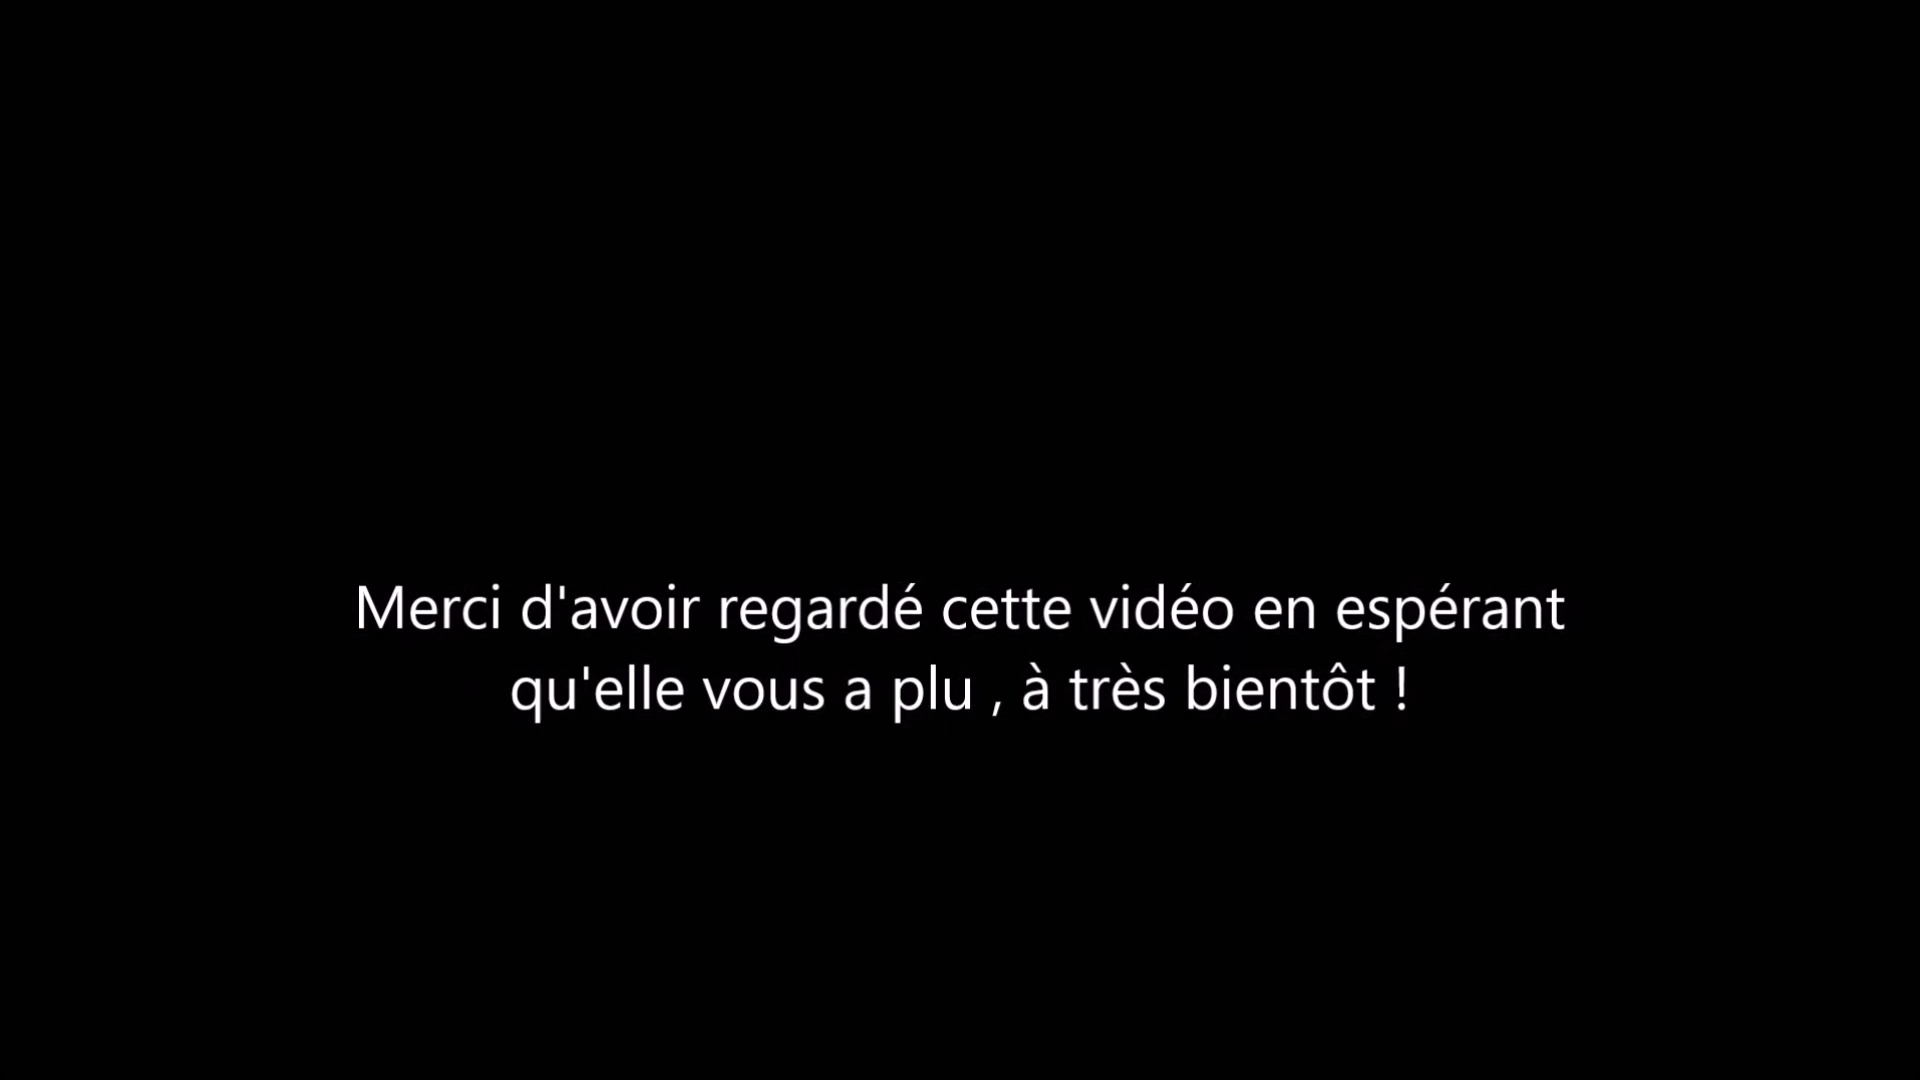 Merci d'avoir regardé cette vidéo en espérant
qu'elle vous a plu , à très bientôt !